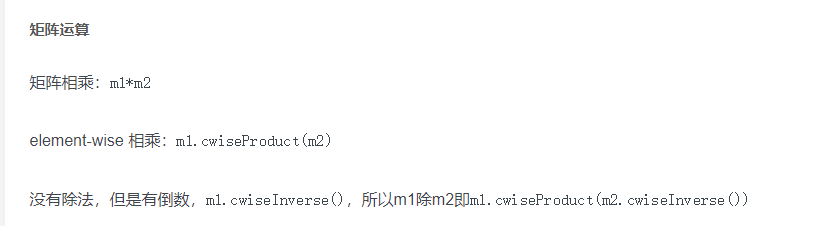 矩阵运算
矩阵相乘：m1*m2
element-wise 相乘：m1.cwiseProduct(m2)
没有除法，但是有倒数，m1.cwiseInverse()，所以m1除m2即m1.cwiseProduct(m2.cwiseInverse())